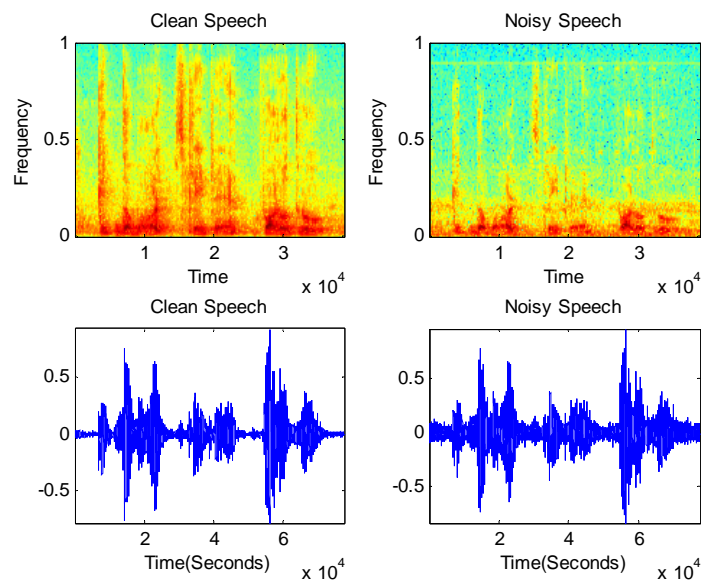 Clean Speech
1
Frequency
0.5
0
1 2 3
Time
x 10^4
Noisy Speech
1
Frequency
0.5
0
1 2 3
Time
x 10^4
Clean Speech
0.5
0
-0.5
2 4 6
Time(Seconds)
x 10^4
Noisy Speech
0.5
0
-0.5
2 4 6
Time(Seconds)
x 10^4